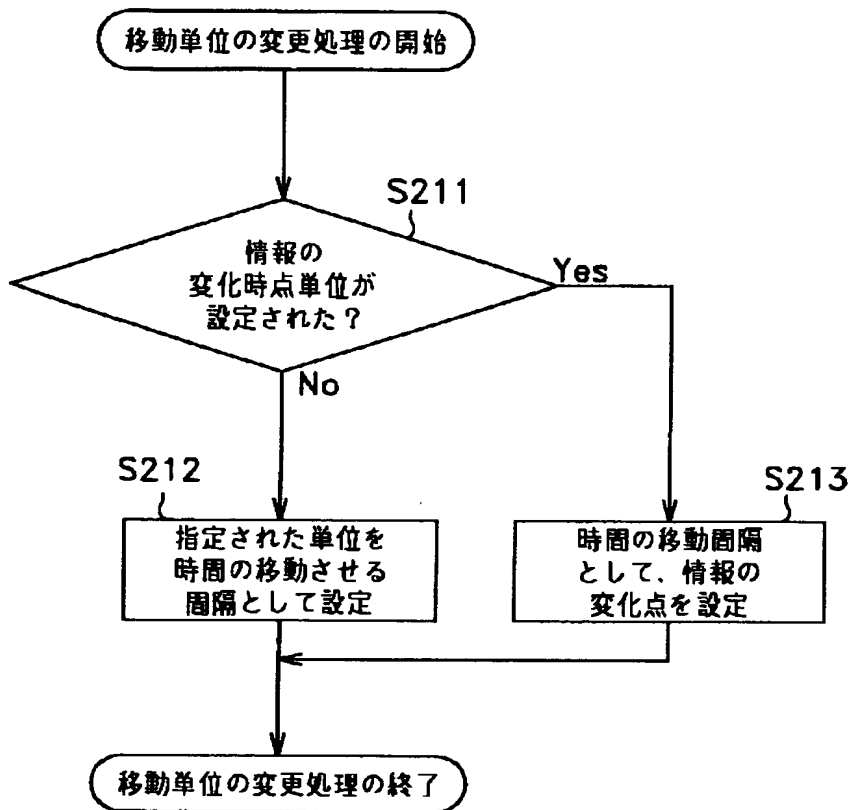 移動単位の変更処理の開始
S211
情報の
変化時点単位が
設定された？
Yes
No
S212
指定された単位を
時間の移動させる
間隔として設定
S213
時間の移動間隔
として、情報の
変化点を設定
移動単位の変更処理の終了